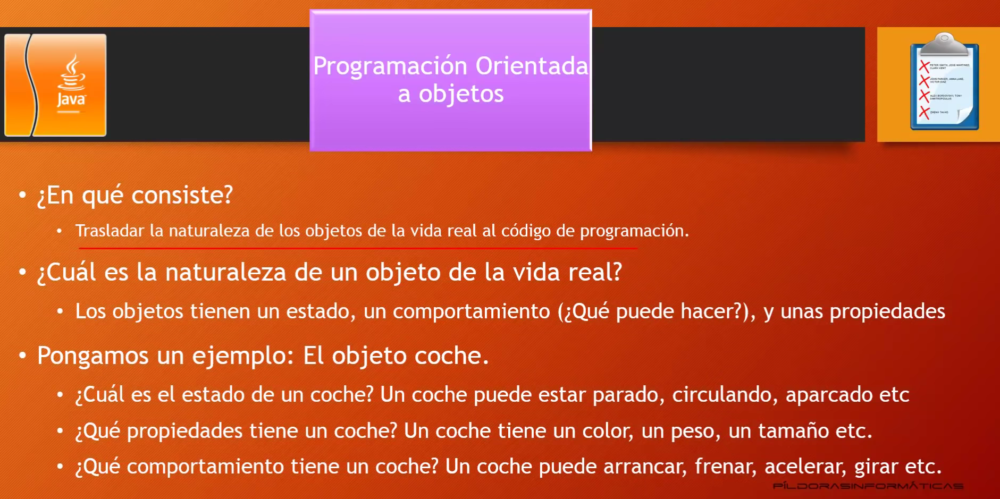 Programación Orientada
a objetos
Java
PETER SMITH, JOSE MARTINEZ,
CLARK KENT
JOHN PARKER, ANNA LANE,
VICTOR DIAZ
TONY
• ¿En qué consiste?
• Trasladar la naturaleza de los objetos de la vida real al código de programación.
• ¿Cuál es la naturaleza de un objeto de la vida real?
• Los objetos tienen un estado, un comportamiento (¿Qué puede hacer?), y unas propiedades
• Pongamos un ejemplo: El objeto coche.
• ¿Cuál es el estado de un coche? Un coche puede estar parado, circulando, aparcado etc
• ¿Qué propiedades tiene un coche? Un coche tiene un color, un peso, un tamaño etc.
• ¿Qué comportamiento tiene un coche? Un coche puede arrancar, frenar, acelerar, girar etc.
PÍLDORASINFORMÁTICAS